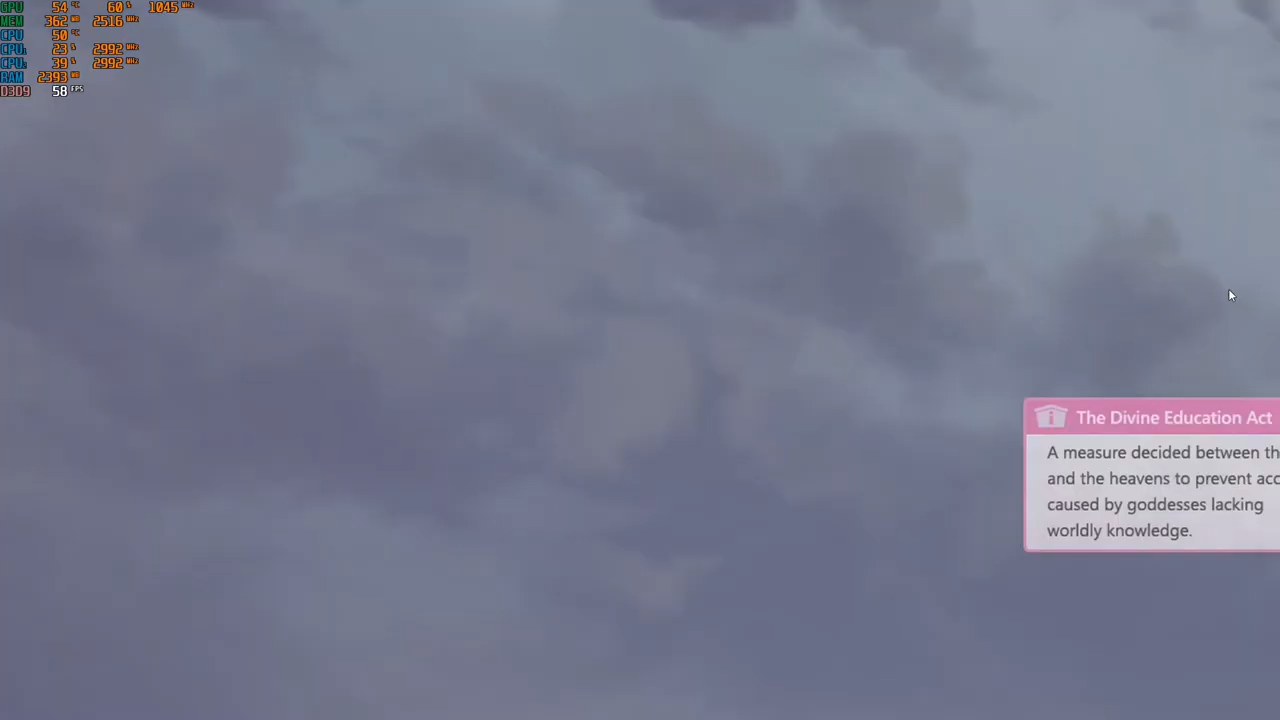 GPU 54 °C 60 % 1045 MHz
MEM 362 MB 2516 MHz
CPU 50 °C
CPU1 23 % 2992 MHz
CPU2 39 % 2992 MHz
RAM 2393 MB
D3D9 58 FPS
The Divine Education Act
A measure decided between th
and the heavens to prevent acc
caused by goddesses lacking
worldly knowledge.